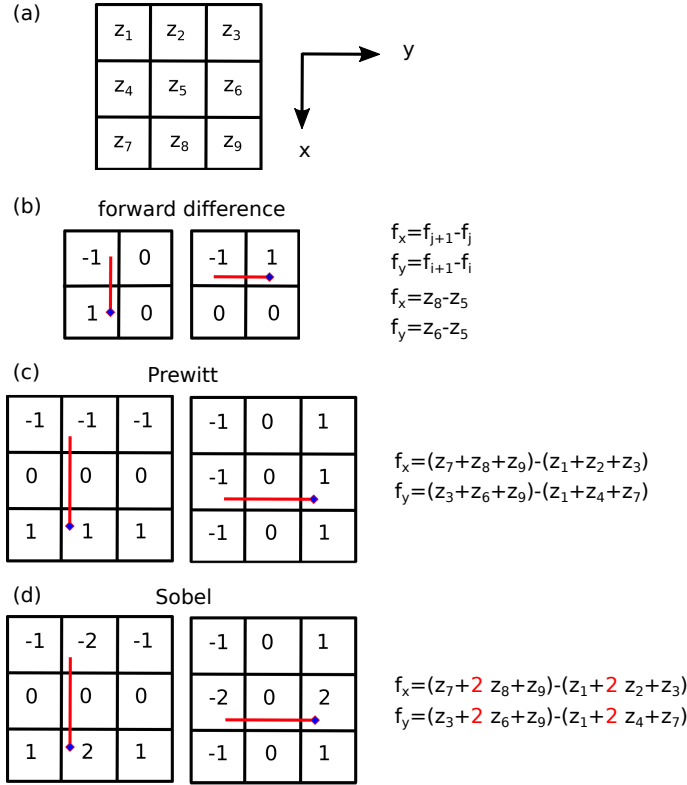 (a)
z1 z2 z3
z4 z5 z6
z7 z8 z9
y
x
(b)
forward difference
-1 0
1 0
-1 1
0 0
fx=fj+1-fj
fy=fi+1-fi
fx=z8-z5
fy=z6-z5
(c)
Prewitt
-1 -1 -1
0 0 0
1 1 1
-1 0 1
-1 0 1
-1 0 1
fx=(z7+z8+z9)-(z1+z2+z3)
fy=(z3+z6+z9)-(z1+z4+z7)
(d)
Sobel
-1 -2 -1
0 0 0
1 2 1
-1 0 1
-2 0 2
-1 0 1
fx=(z7+2 z8+z9)-(z1+2 z2+z3)
fy=(z3+2 z6+z9)-(z1+2 z4+z7)